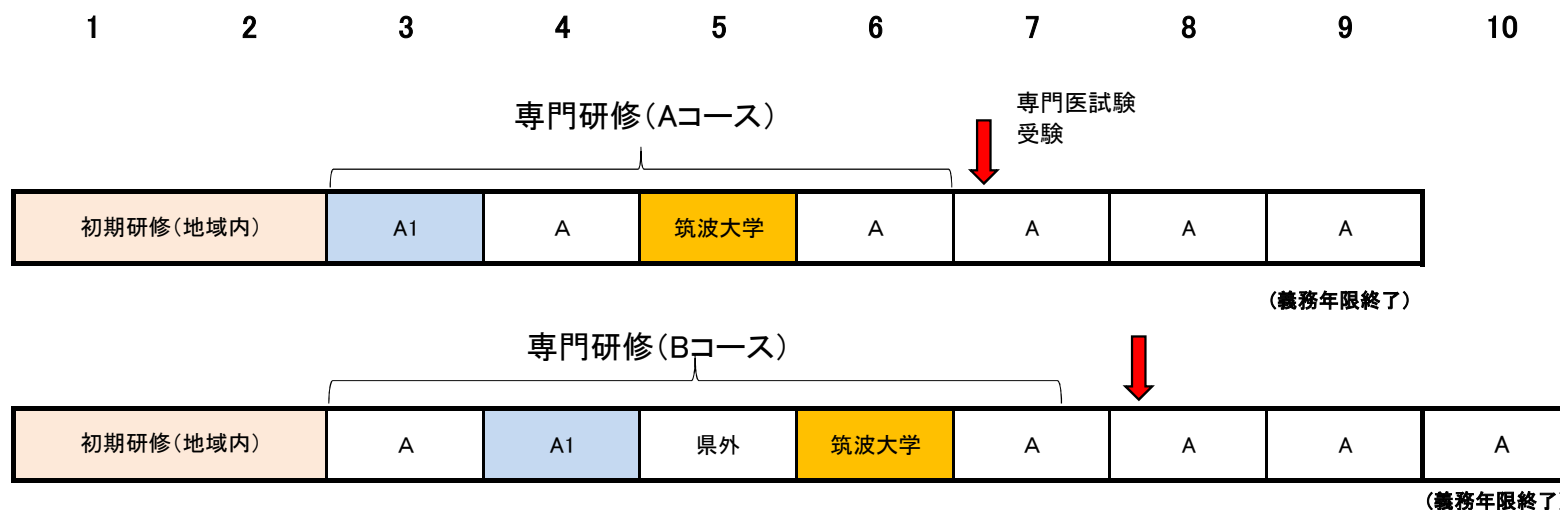 1 2 3 4 5 6 7 8 9 10
専門研修（Aコース）
専門医試験
受験
初期研修（地域内） A1 A 筑波大学 A A A A
（義務年限終了）
専門研修（Bコース）
初期研修（地域内） A A1 県外 筑波大学 A A A A
（義務年限終了）